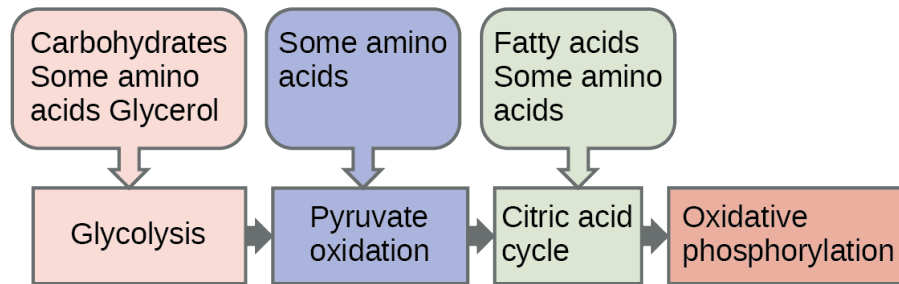 Carbohydrates
Some amino
acids Glycerol
Some amino
acids
Fatty acids
Some amino
acids
Glycolysis
Pyruvate
oxidation
Citric acid
cycle
Oxidative
phosphorylation